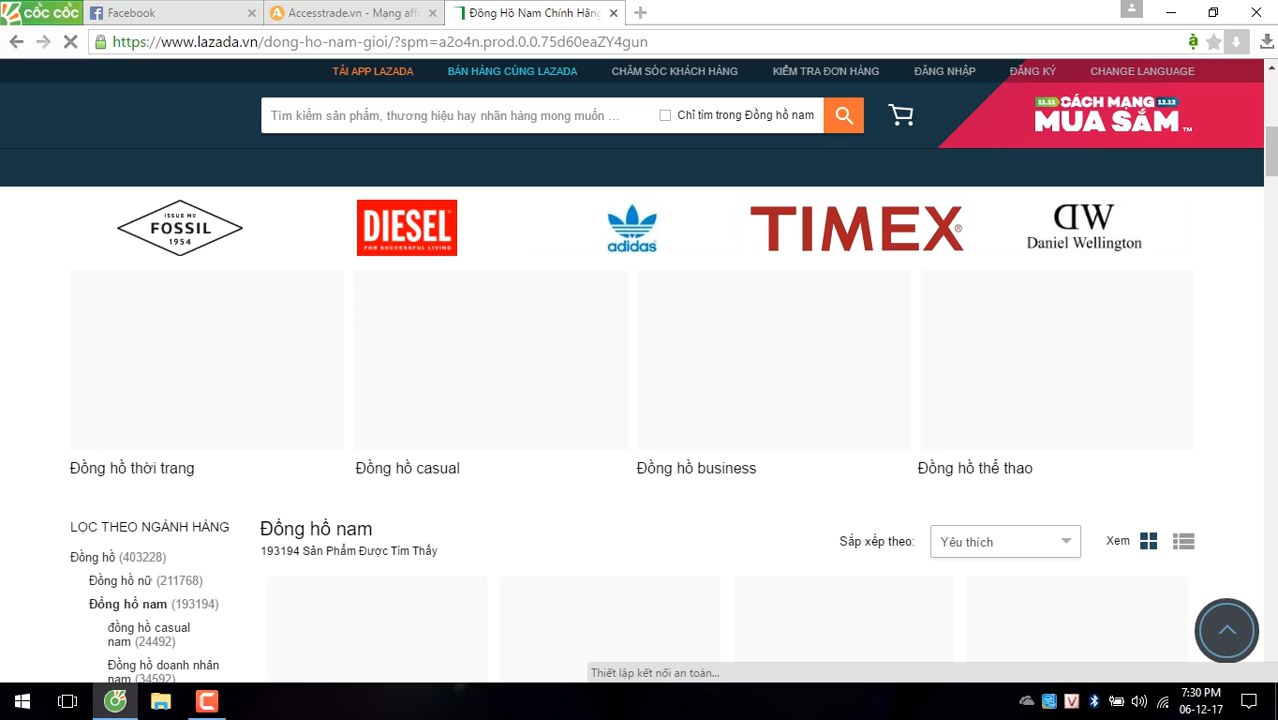 cốc cốc
Facebook
Accesstrade.vn - Mạng aff
Đồng Hồ Nam Chính Hãng
https://www.lazada.vn/dong-ho-nam-gioi/?spm=a2o4n.prod.0.0.75d60eaZY4gun
TẢI APP LAZADA
BÁN HÀNG CÙNG LAZADA
CHĂM SÓC KHÁCH HÀNG
KIỂM TRA ĐƠN HÀNG
ĐĂNG NHẬP
ĐĂNG KÝ
CHANGE LANGUAGE
Tìm kiếm sản phẩm, thương hiệu hay nhãn hàng mong muốn ...
Chỉ tìm trong Đồng hồ nam
11.11 CÁCH MẠNG 12.12
MUA SẮM TM
ISSUE Nº
FOSSIL
1954
DIESEL
FOR SUCCESSFUL LIVING
adidas
TIMEX®
DW
Daniel Wellington
Đồng hồ thời trang
Đồng hồ casual
Đồng hồ business
Đồng hồ thể thao
LỌC THEO NGÀNH HÀNG
Đồng hồ (403228)
Đồng hồ nữ (211768)
Đồng hồ nam (193194)
đồng hồ casual
nam (24492)
Đồng hồ doanh nhân
nam (34592)
Đồng hồ nam
193194 Sản Phẩm Được Tìm Thấy
Sắp xếp theo:
Yêu thích
Xem
Thiết lập kết nối an toàn...
7:30 PM
06-12-17